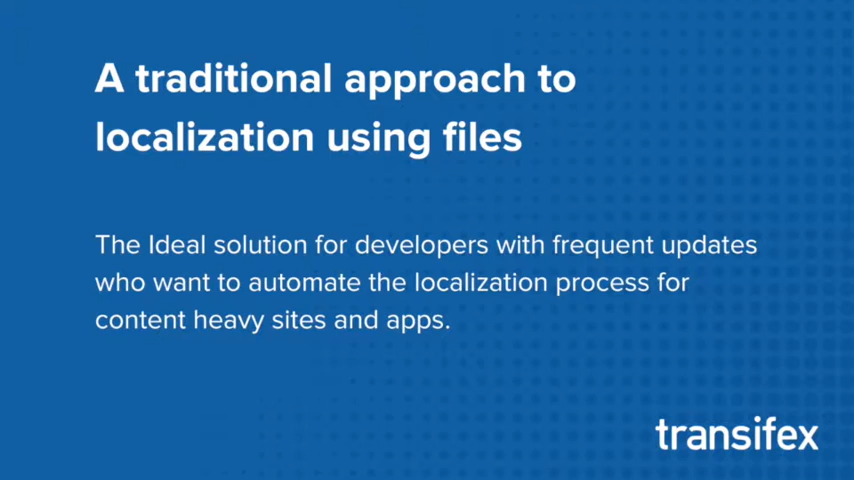 A traditional approach to
localization using files
The Ideal solution for developers with frequent updates
who want to automate the localization process for
content heavy sites and apps.
transifex